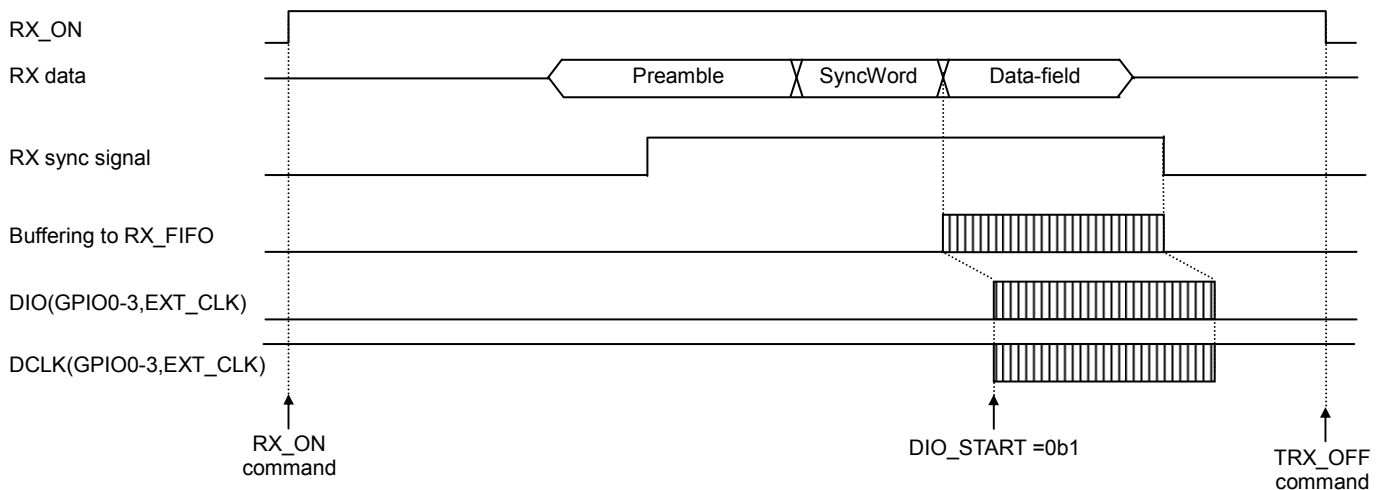 RX_ON
RX data
Preamble
SyncWord
Data-field
RX sync signal
Buffering to RX_FIFO
DIO(GPIO0-3,EXT_CLK)
DCLK(GPIO0-3,EXT_CLK)
RX_ON
command
DIO_START =0b1
TRX_OFF
command